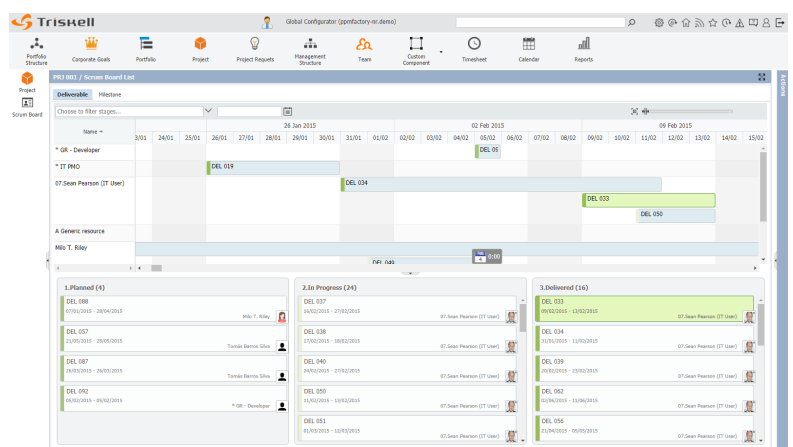 Triskell
Global Configurator (ppmfactory-nr.demo)
Portfolio Structure
Corporate Goals
Portfolio
Project
Project Requets
Management Structure
Team
Custom Component
Timesheet
Calendar
Reports
Project
Scrum Board
PRJ 001 / Scrum Board List
Actions
Deliverable Milestone
Choose to filter stages...
Name
26 Jan 2015 02 Feb 2015 09 Feb 2015
3/01 24/01 25/01 26/01 27/01 28/01 29/01 30/01 31/01 01/02 02/02 03/02 04/02 05/02 06/02 07/02 08/02 09/02 10/02 11/02 12/02 13/02 14/02 15/02
* GR - Developer DEL 09
* IT PMO DEL 019
07.Sean Pearson (IT User) DEL 034
DEL 033
DEL 050
A Generic resource
Milo T. Riley
0:00
DEL 049
1.Planned (4)
DEL 088
07/01/2015 - 28/04/2015
Milo T. Riley
DEL 057
21/05/2015 - 28/05/2015
Tomás Barros Silva
DEL 087
26/03/2015 - 26/03/2015
Tomás Barros Silva
DEL 092
05/02/2015 - 05/02/2015
* GR - Developer
2.In Progress (24)
DEL 037
16/02/2015 - 27/02/2015
07.Sean Pearson (IT User)
DEL 038
17/02/2015 - 18/02/2015
07.Sean Pearson (IT User)
DEL 040
24/02/2015 - 27/02/2015
07.Sean Pearson (IT User)
DEL 050
11/02/2015 - 13/02/2015
07.Sean Pearson (IT User)
DEL 051
01/03/2015 - 12/03/2015
07.Sean Pearson (IT User)
3.Delivered (16)
DEL 033
09/02/2015 - 13/02/2015
07.Sean Pearson (IT User)
DEL 034
31/01/2015 - 11/02/2015
07.Sean Pearson (IT User)
DEL 039
20/02/2015 - 23/02/2015
07.Sean Pearson (IT User)
DEL 062
02/06/2015 - 11/06/2015
07.Sean Pearson (IT User)
DEL 056
21/04/2015 - 05/05/2015
07.Sean Pearson (IT User)